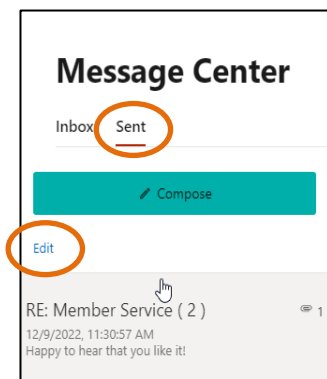 Message Center
Inbox Sent
Compose
Edit
RE: Member Service ( 2 ) 1
12/9/2022, 11:30:57 AM
Happy to hear that you like it!